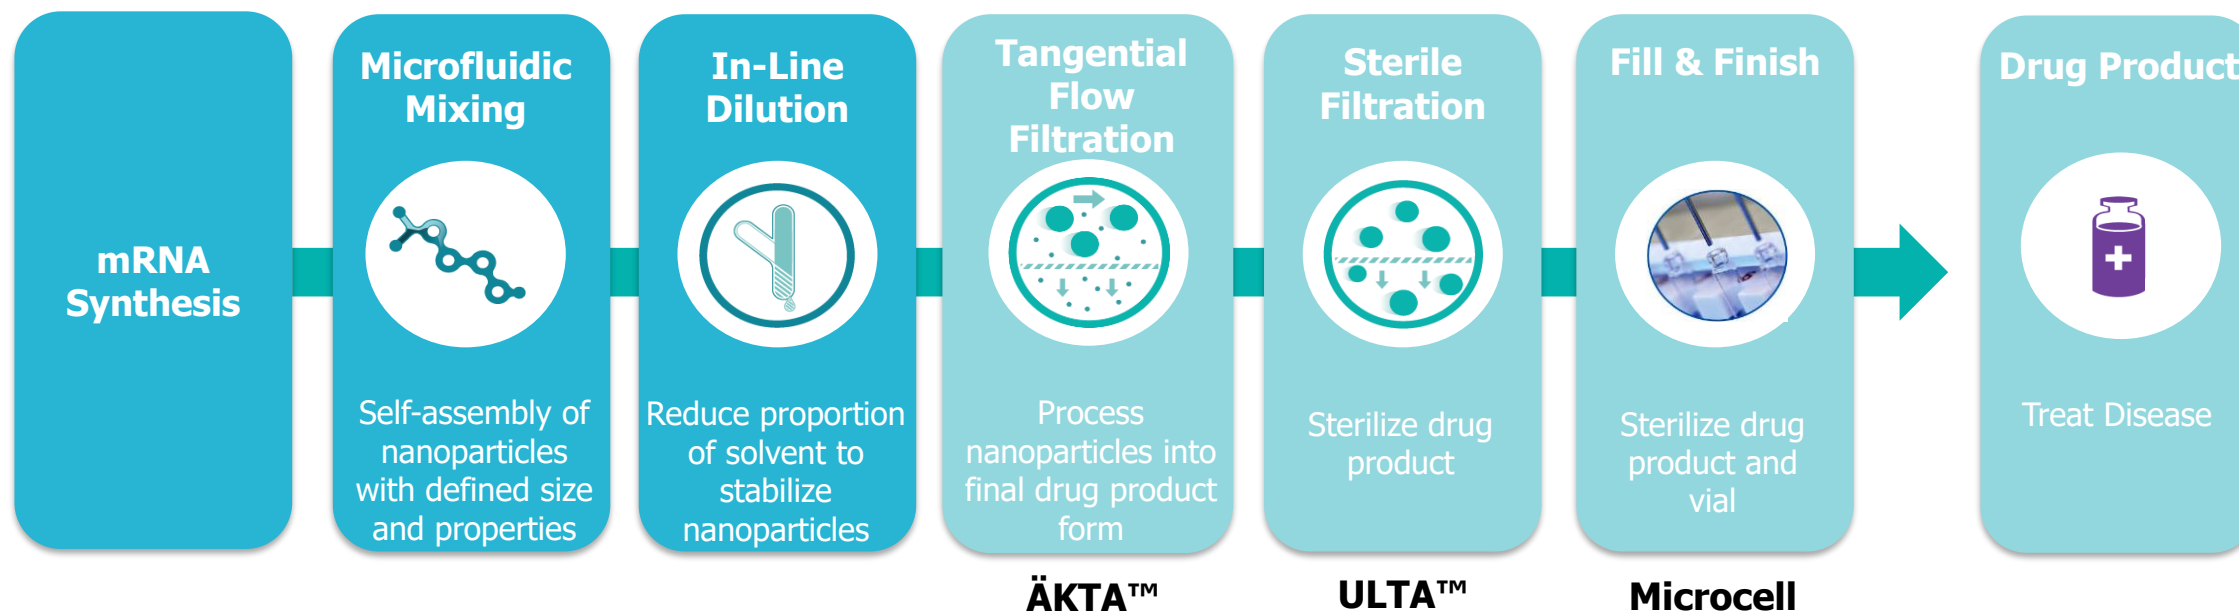 mRNA
Synthesis
Microfluidic
Mixing
Self-assembly of
nanoparticles
with defined size
and properties
In-Line
Dilution
Reduce proportion
of solvent to
stabilize
nanoparticles
Tangential
Flow
Filtration
Process
nanoparticles into
final drug product
form
ÄKTA™
Sterile
Filtration
Sterilize drug
product
ULTA™
Fill & Finish
Sterilize drug
product and
vial
Microcell
Drug Product
Treat Disease